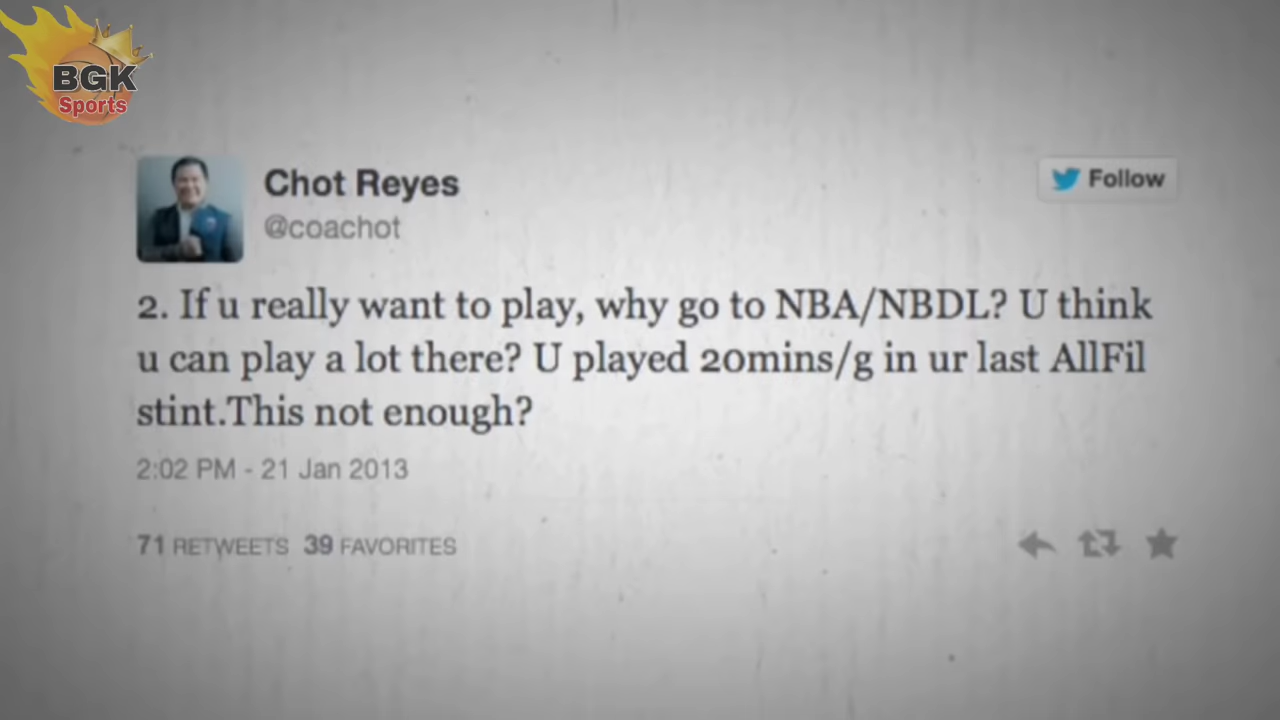 BGK
Sports
Chot Reyes
@coachot
Follow
2. If u really want to play, why go to NBA/NBDL? U think
u can play a lot there? U played 20mins/g in ur last AllFil
stint.This not enough?
2:02 PM - 21 Jan 2013
71 RETWEETS 39 FAVORITES